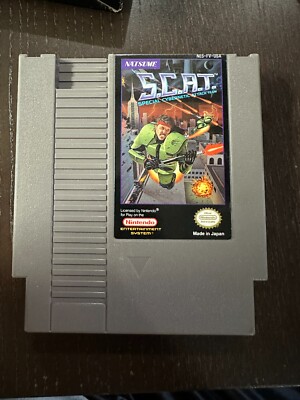 NES-FV-USA
NATSUME
S.C.A.T.
SPECIAL CYBERNETIC ATTACK TEAM
Licensed by Nintendo®
for Play on the
Nintendo
ENTERTAINMENT
SYSTEM
Made in Japan